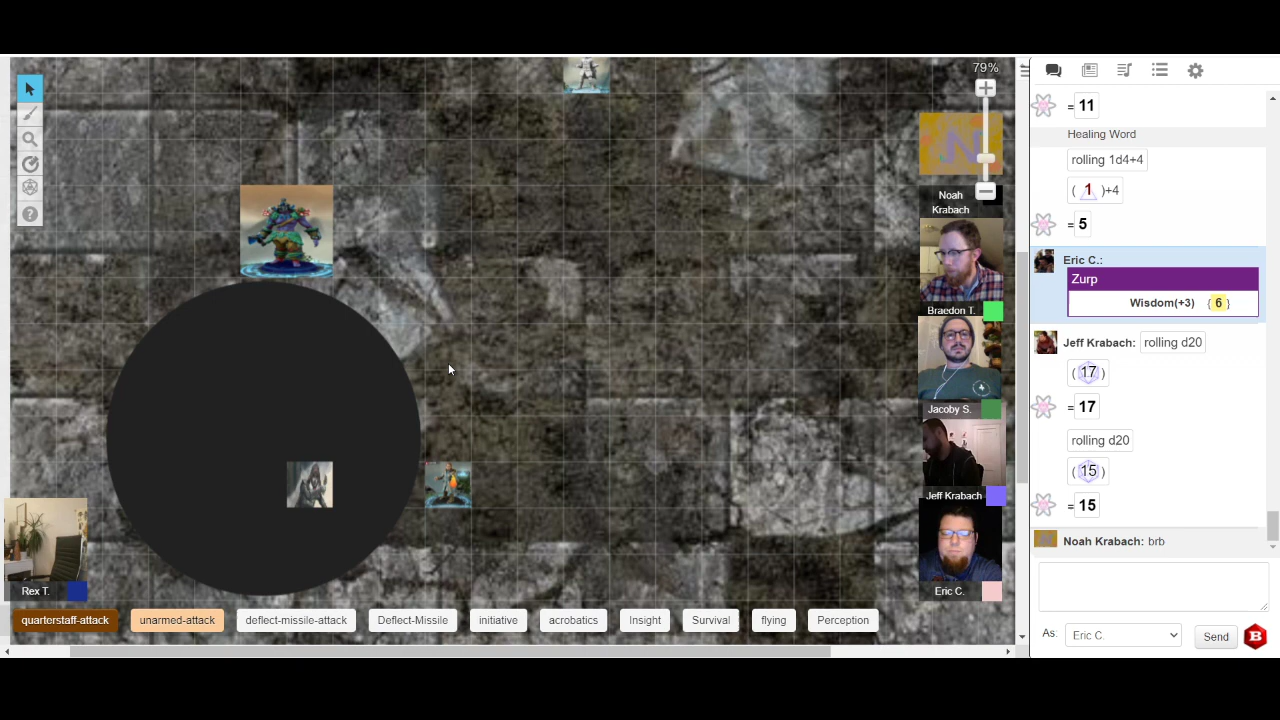 79%
Noah
Krabach
Braedon T.
Jacoby S.
Jeff Krabach
Eric C.
Rex T.
quarterstaff-attack
unarmed-attack
deflect-missile-attack
Deflect-Missile
initiative
acrobatics
Insight
Survival
flying
Perception
= 11
Healing Word
rolling 1d4+4
( 1 )+4
= 5
Eric C.:
Zurp
Wisdom(+3) { 6 }
Jeff Krabach: rolling d20
( 17 )
= 17
rolling d20
( 15 )
= 15
Noah Krabach: brb
As: Eric C. Send